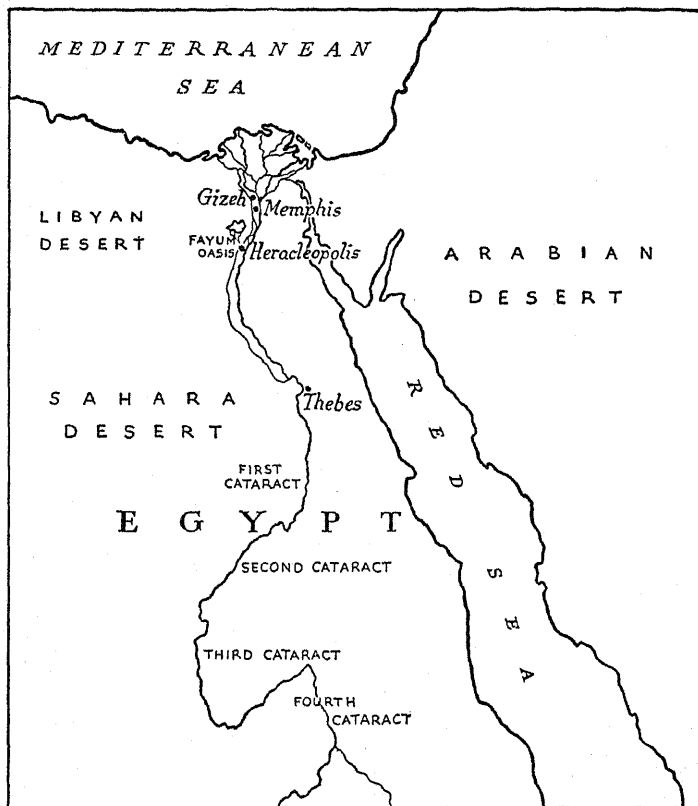 MEDITERRANEAN
SEA
Gizeh
Memphis
LIBYAN
DESERT
FAYUM
OASIS
Heracleopolis
ARABIAN
DESERT
SAHARA
DESERT
Thebes
RED SEA
FIRST
CATARACT
EGYPT
SECOND CATARACT
THIRD CATARACT
FOURTH
CATARACT